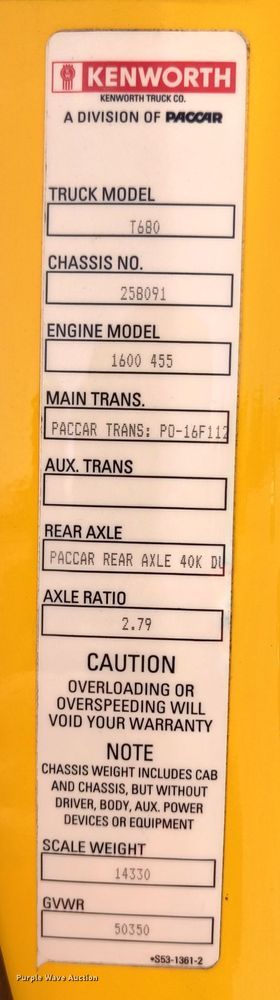 KENWORTH
KENWORTH TRUCK CO.
A DIVISION OF PACCAR
TRUCK MODEL
T680
CHASSIS NO.
258091
ENGINE MODEL
1600 455
MAIN TRANS.
PACCAR TRANS: PO-16F112
AUX. TRANS
REAR AXLE
PACCAR REAR AXLE 40K DU
AXLE RATIO
2.79
CAUTION
OVERLOADING OR
OVERSPEEDING WILL
VOID YOUR WARRANTY
NOTE
CHASSIS WEIGHT INCLUDES CAB
AND CHASSIS, BUT WITHOUT
DRIVER, BODY, AUX. POWER
DEVICES OR EQUIPMENT
SCALE WEIGHT
14330
GVWR
50350
*S53-1361-2
Purple Wave Auction